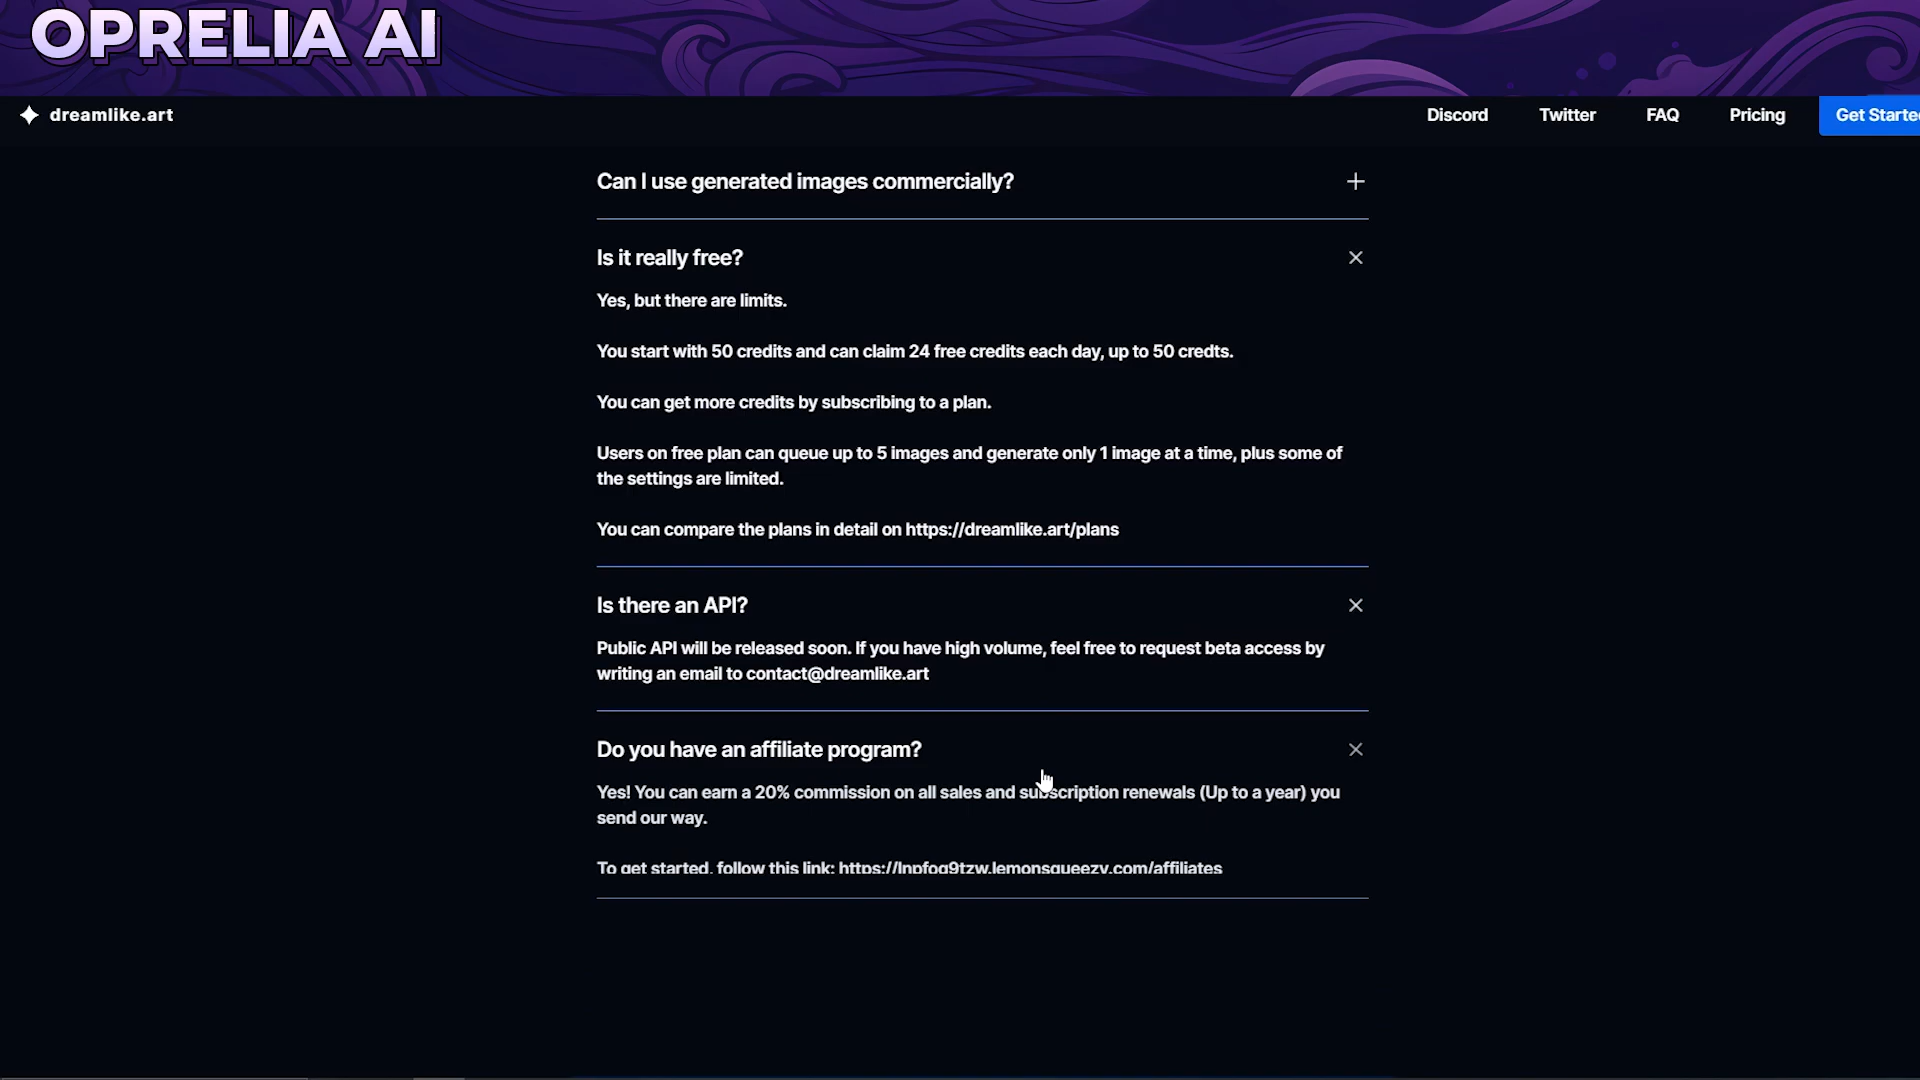 OPRELIA AI
dreamlike.art
Discord
Twitter
FAQ
Pricing
Get Starte
Can I use generated images commercially?
Is it really free?
Yes, but there are limits.
You start with 50 credits and can claim 24 free credits each day, up to 50 credts.
You can get more credits by subscribing to a plan.
Users on free plan can queue up to 5 images and generate only 1 image at a time, plus some of
the settings are limited.
You can compare the plans in detail on https://dreamlike.art/plans
Is there an API?
Public API will be released soon. If you have high volume, feel free to request beta access by
writing an email to contact@dreamlike.art
Do you have an affiliate program?
Yes! You can earn a 20% commission on all sales and subscription renewals (Up to a year) you
send our way.
To get started, follow this link: https://lnpfog9tzw.lemonsqueezy.com/affiliates